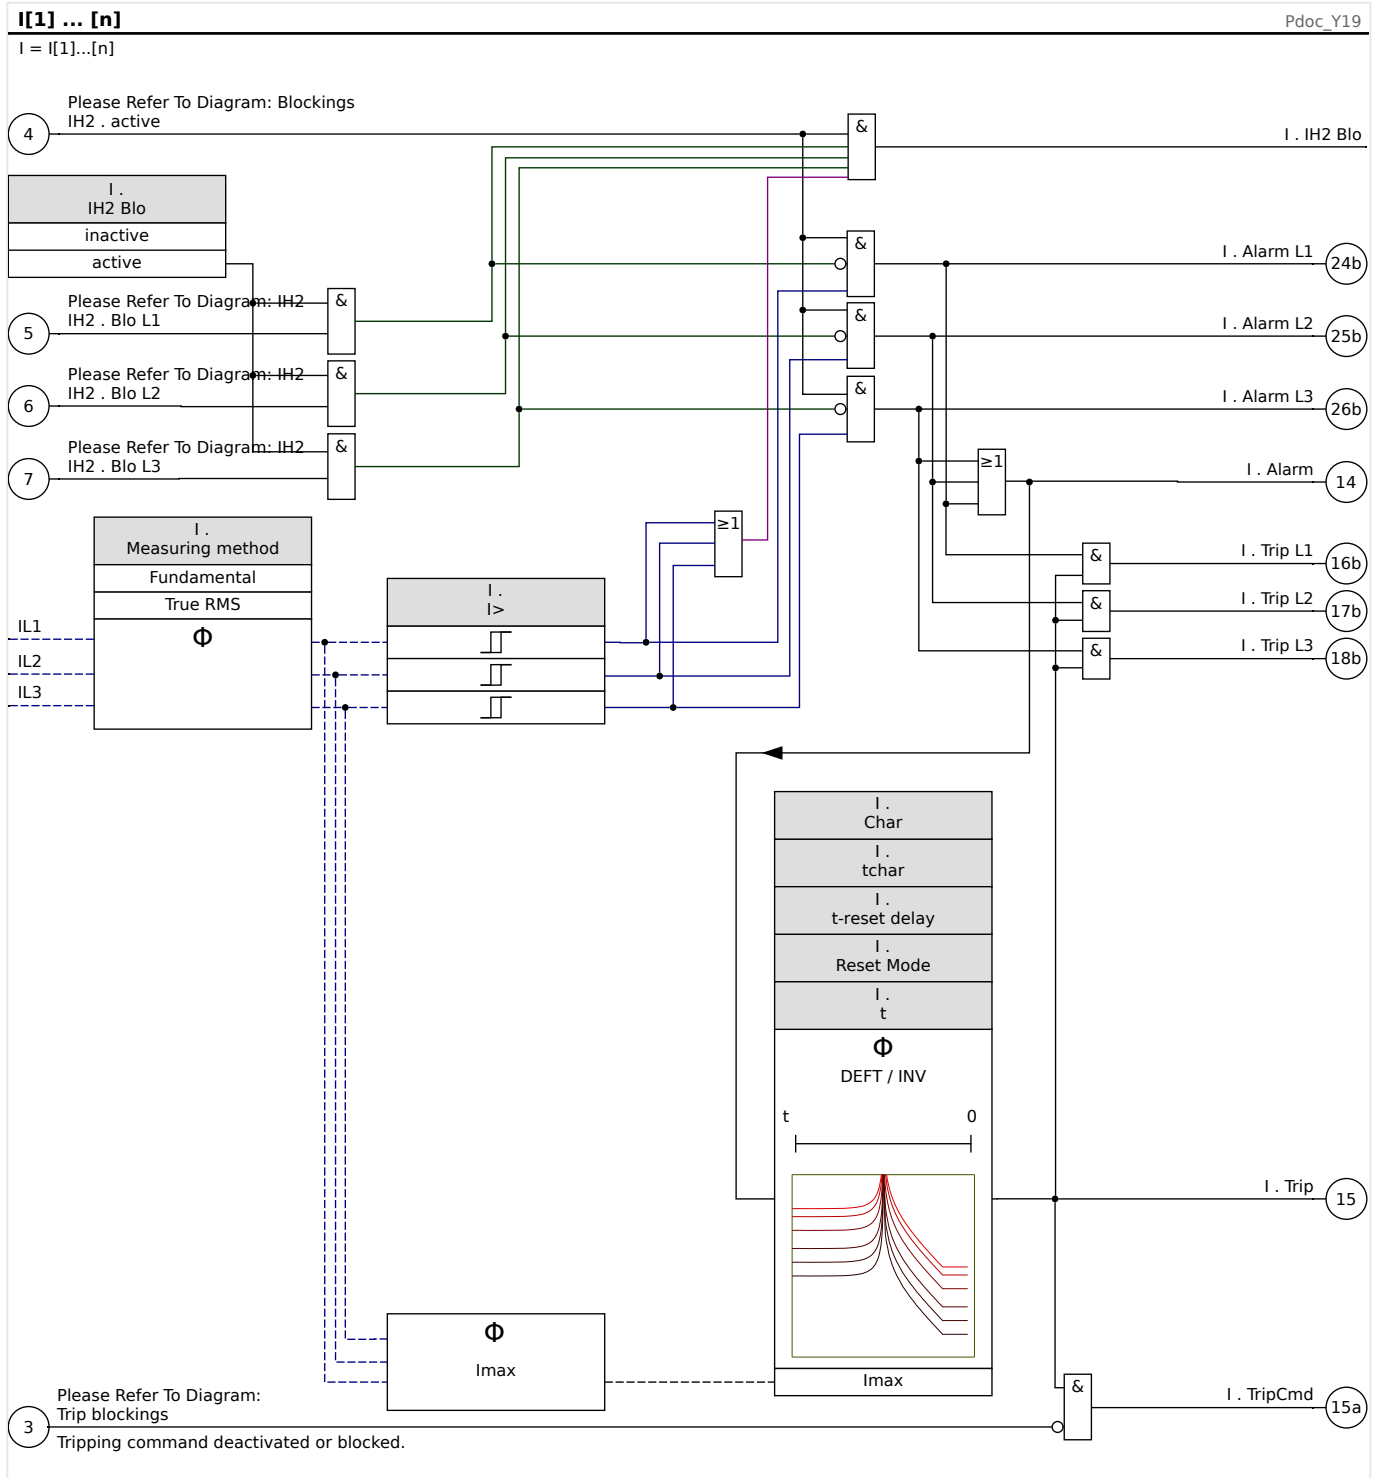 I[1] ... [n]
Pdoc_Y19
I = I[1]...[n]
Please Refer To Diagram: Blockings
IH2 . active
4
&
I . IH2 Blo
I .
IH2 Blo
inactive
active
&
I . Alarm L1
24b
Please Refer To Diagram: IH2
IH2 . Blo L1
5
&
&
I . Alarm L2
25b
Please Refer To Diagram: IH2
IH2 . Blo L2
6
&
&
I . Alarm L3
26b
Please Refer To Diagram: IH2
IH2 . Blo L3
7
&
≥1
I . Alarm
14
I .
Measuring method
Fundamental
True RMS
Φ
≥1
&
I . Trip L1
16b
I .
I>
&
I . Trip L2
17b
IL1
IL2
IL3
&
I . Trip L3
18b
I .
Char
I .
tchar
I .
t-reset delay
I .
Reset Mode
I .
t
Φ
DEFT / INV
t
0
I . Trip
15
Φ
Imax
Imax
&
I . TripCmd
15a
Please Refer To Diagram:
Trip blockings
3
Tripping command deactivated or blocked.